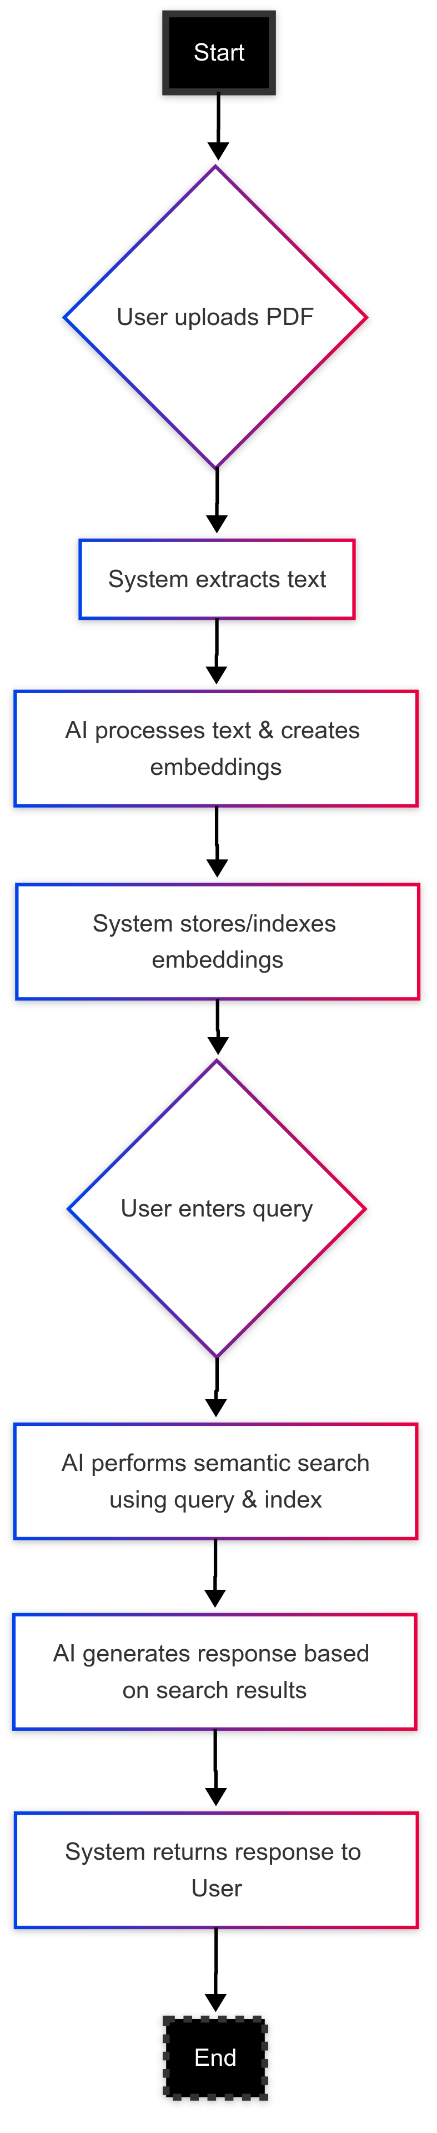 Start
User uploads PDF
System extracts text
AI processes text & creates
embeddings
System stores/indexes
embeddings
User enters query
AI performs semantic search
using query & index
AI generates response based
on search results
System returns response to
User
End